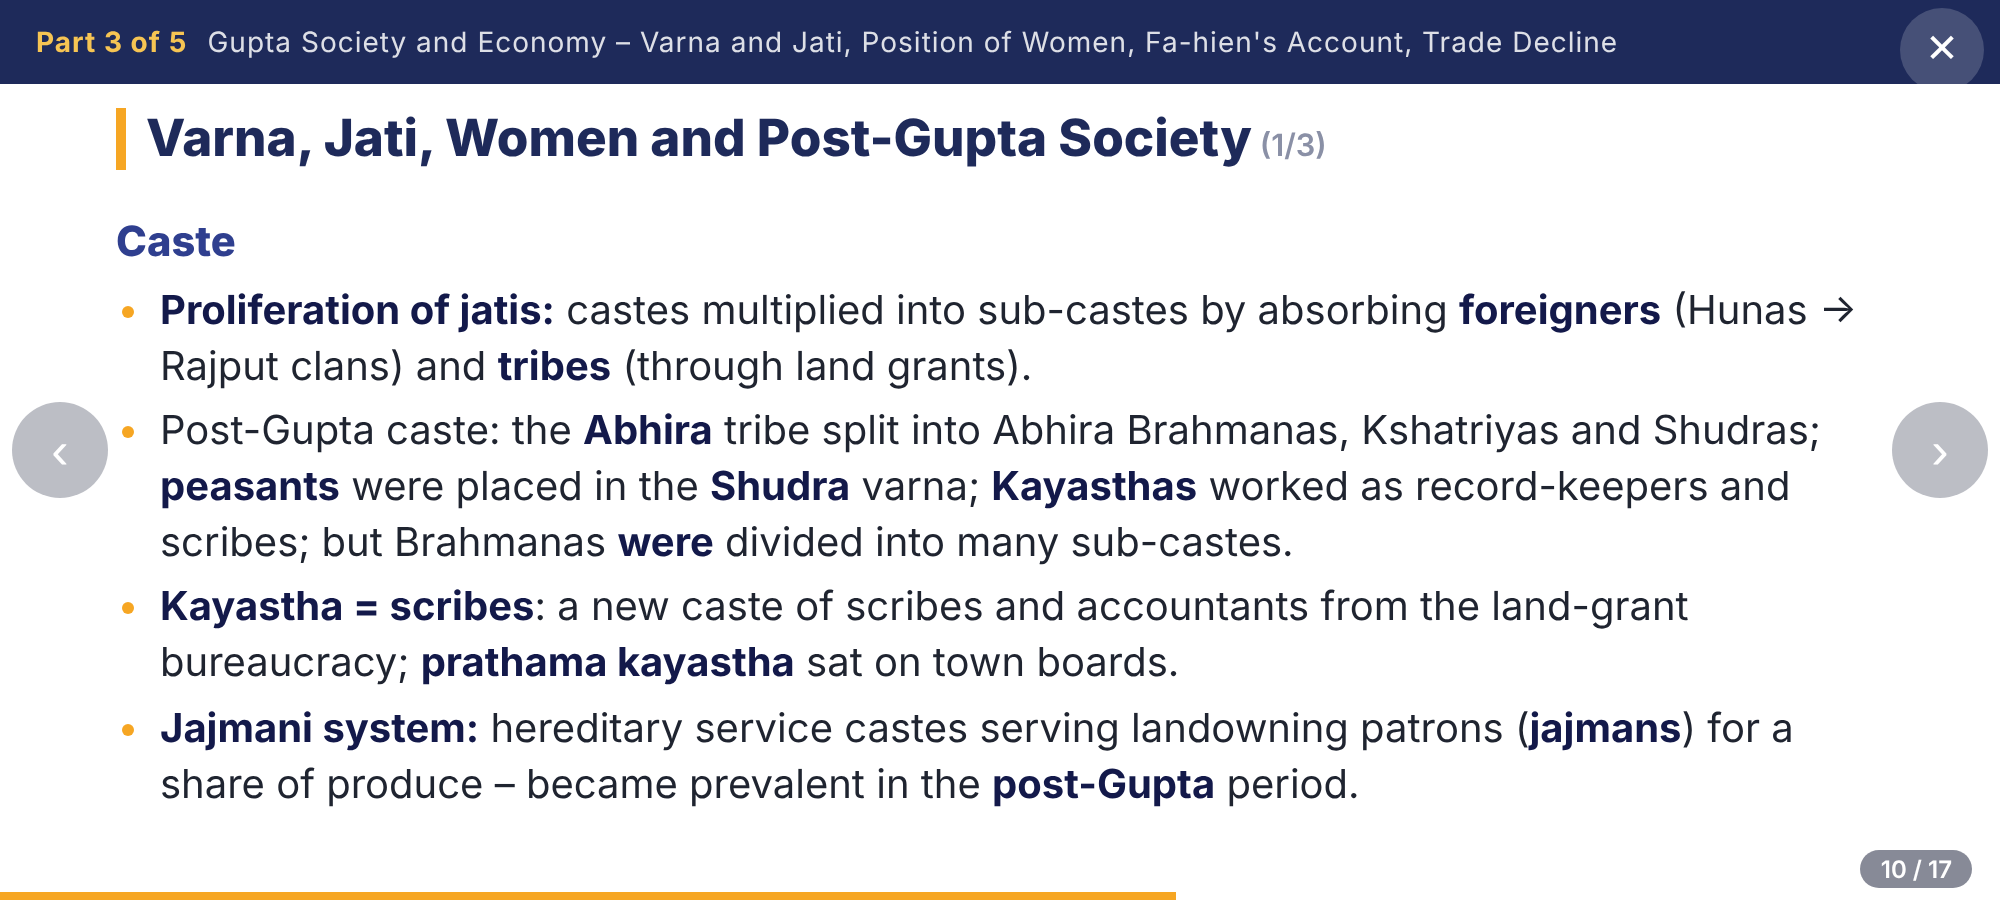 Part 3 of 5 Gupta Society and Economy – Varna and Jati, Position of Women, Fa-hien's Account, Trade Decline
✕
Varna, Jati, Women and Post-Gupta Society (1/3)
Caste
• Proliferation of jatis: castes multiplied into sub-castes by absorbing foreigners (Hunas →
Rajput clans) and tribes (through land grants).
• Post-Gupta caste: the Abhira tribe split into Abhira Brahmanas, Kshatriyas and Shudras;
peasants were placed in the Shudra varna; Kayasthas worked as record-keepers and
scribes; but Brahmanas were divided into many sub-castes.
• Kayastha = scribes: a new caste of scribes and accountants from the land-grant
bureaucracy; prathama kayastha sat on town boards.
• Jajmani system: hereditary service castes serving landowning patrons (jajmans) for a
share of produce – became prevalent in the post-Gupta period.
‹
›
10 / 17